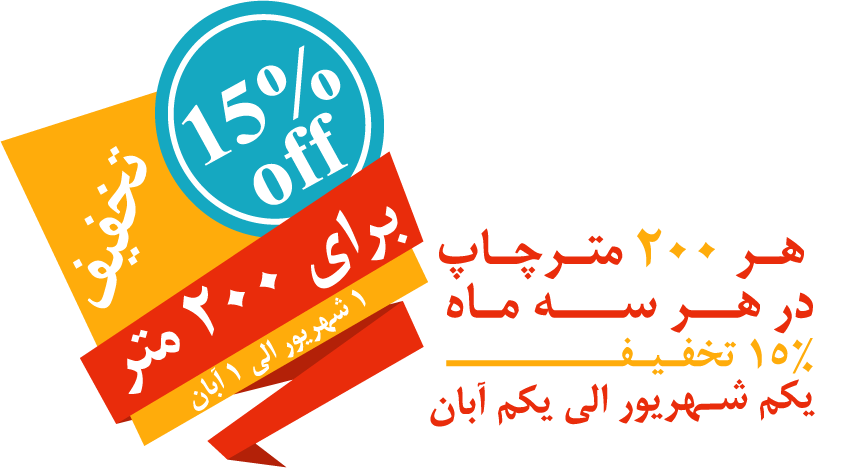 15%
off
تخفیف
برای ۲۰۰ متر
۱ شهریور الی ۱ آبان
هر ۲۰۰ مترچاپ
در هر سه ماه
۱۵٪ تخفیف
یکم شهریور الی یکم آبان